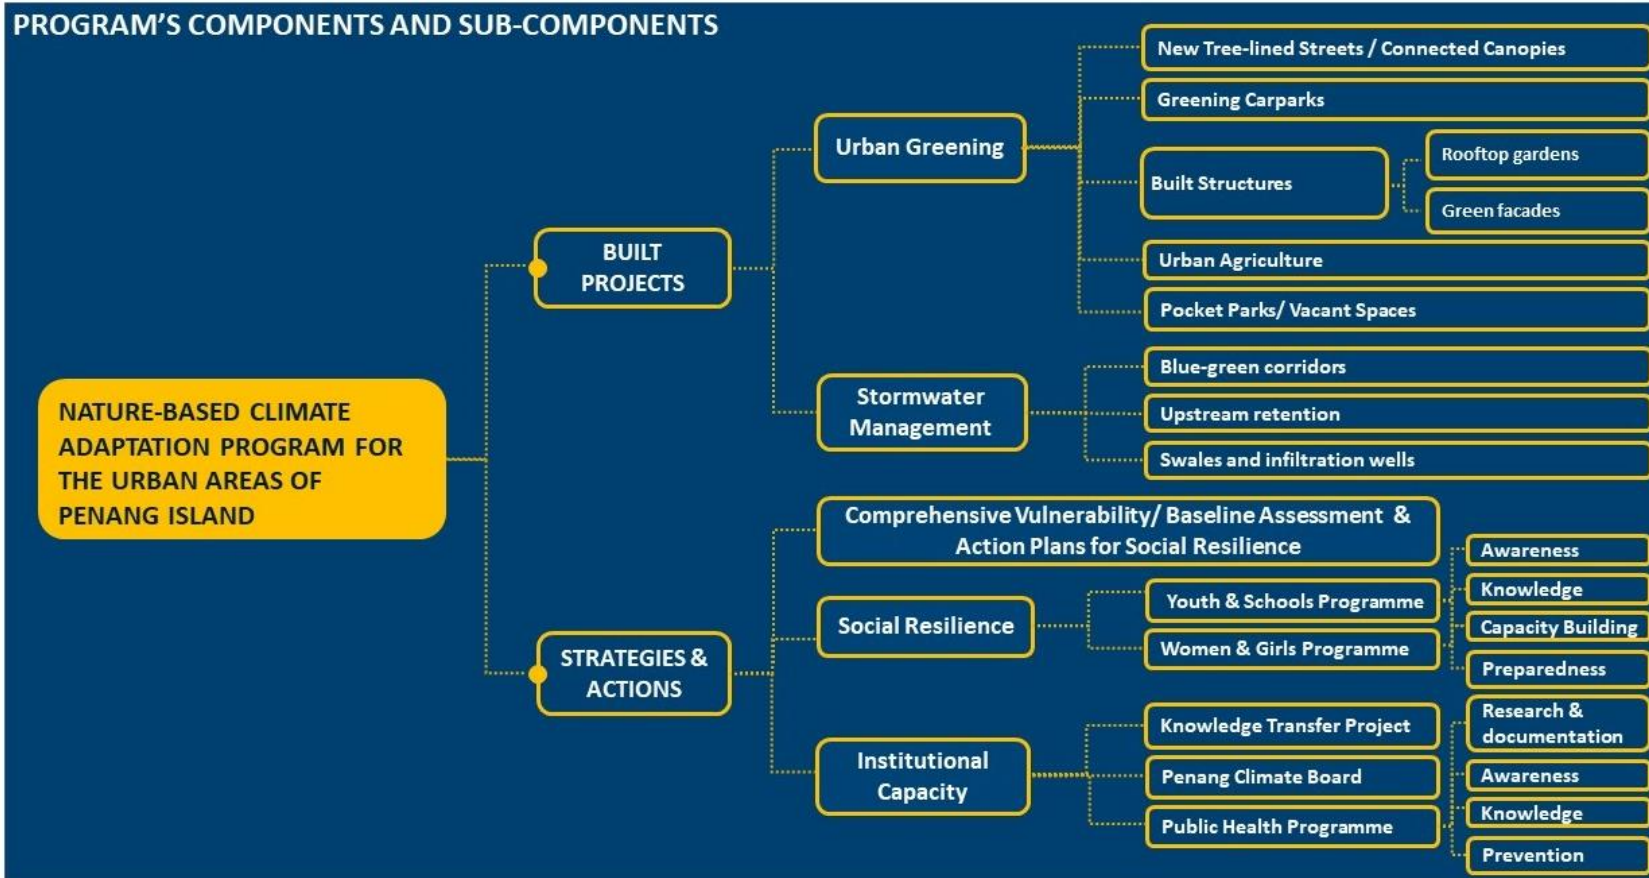 PROGRAM'S COMPONENTS AND SUB-COMPONENTS
NATURE-BASED CLIMATE
ADAPTATION PROGRAM FOR
THE URBAN AREAS OF
PENANG ISLAND
BUILT
PROJECTS
Urban Greening
New Tree-lined Streets / Connected Canopies
Greening Carparks
Built Structures
Rooftop gardens
Green facades
Urban Agriculture
Pocket Parks/ Vacant Spaces
Stormwater
Management
Blue-green corridors
Upstream retention
Swales and infiltration wells
STRATEGIES &
ACTIONS
Comprehensive Vulnerability/ Baseline Assessment &
Action Plans for Social Resilience
Social Resilience
Youth & Schools Programme
Women & Girls Programme
Awareness
Knowledge
Capacity Building
Preparedness
Institutional
Capacity
Knowledge Transfer Project
Penang Climate Board
Public Health Programme
Research &
documentation
Awareness
Knowledge
Prevention